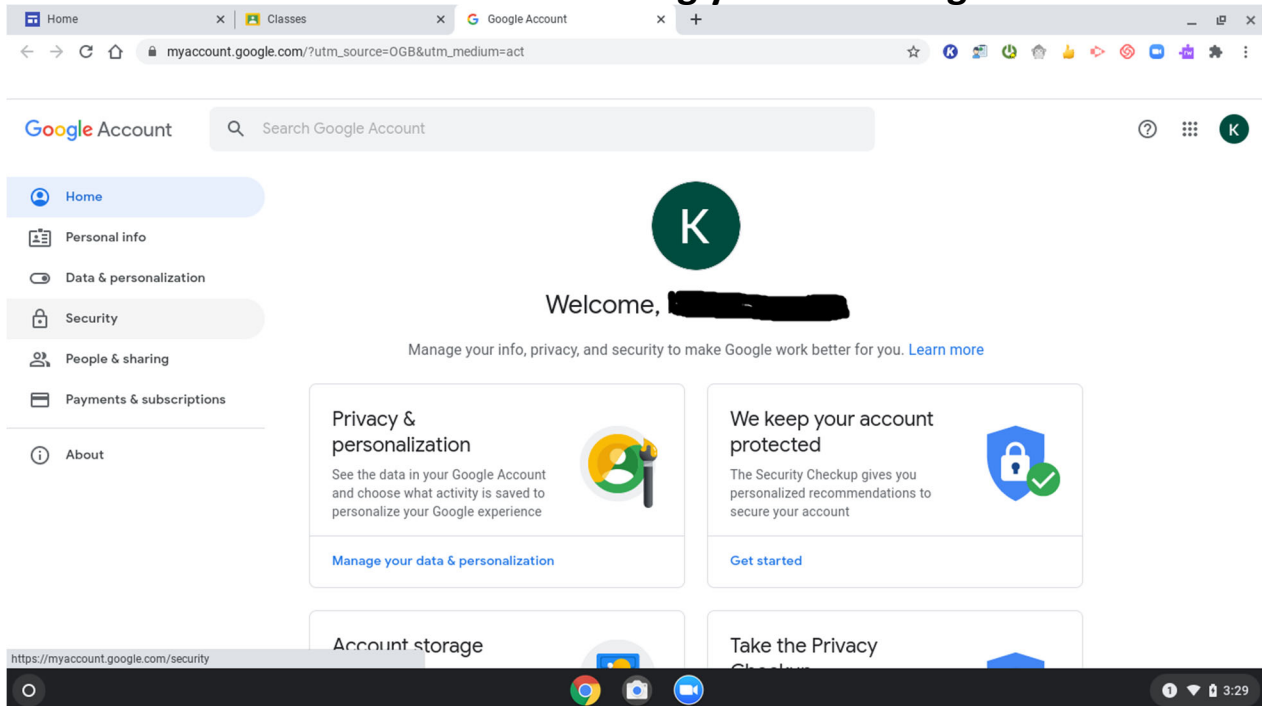 Home
Classes
Google Account
myaccount.google.com/?utm_source=OGB&utm_medium=act
Google Account
Search Google Account
K
Home
Personal info
Data & personalization
Security
People & sharing
Payments & subscriptions
About
K
Welcome,
Manage your info, privacy, and security to make Google work better for you. Learn more
Privacy &
personalization
See the data in your Google Account
and choose what activity is saved to
personalize your Google experience
Manage your data & personalization
We keep your account
protected
The Security Checkup gives you
personalized recommendations to
secure your account
Get started
Account storage
Take the Privacy
Checkup
https://myaccount.google.com/security
1
3:29